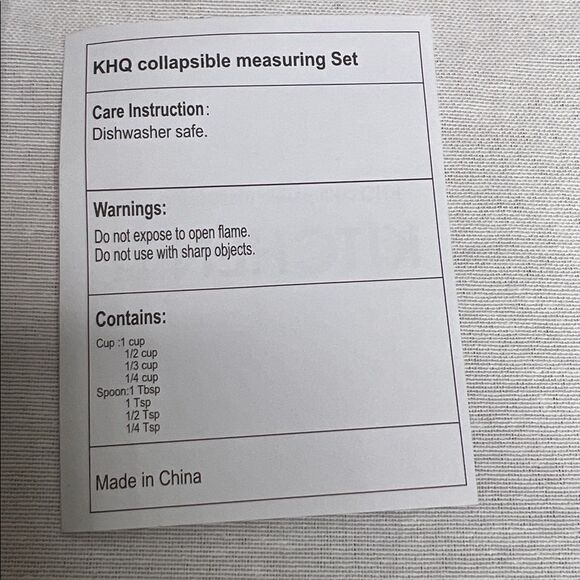 KHQ collapsible measuring Set
Care Instruction:
Dishwasher safe.
Warnings:
Do not expose to open flame.
Do not use with sharp objects.
Contains:
Cup :1 cup
1/2 cup
1/3 cup
1/4 cup
Spoon:1 Tbsp
1 Tsp
1/2 Tsp
1/4 Tsp
Made in China